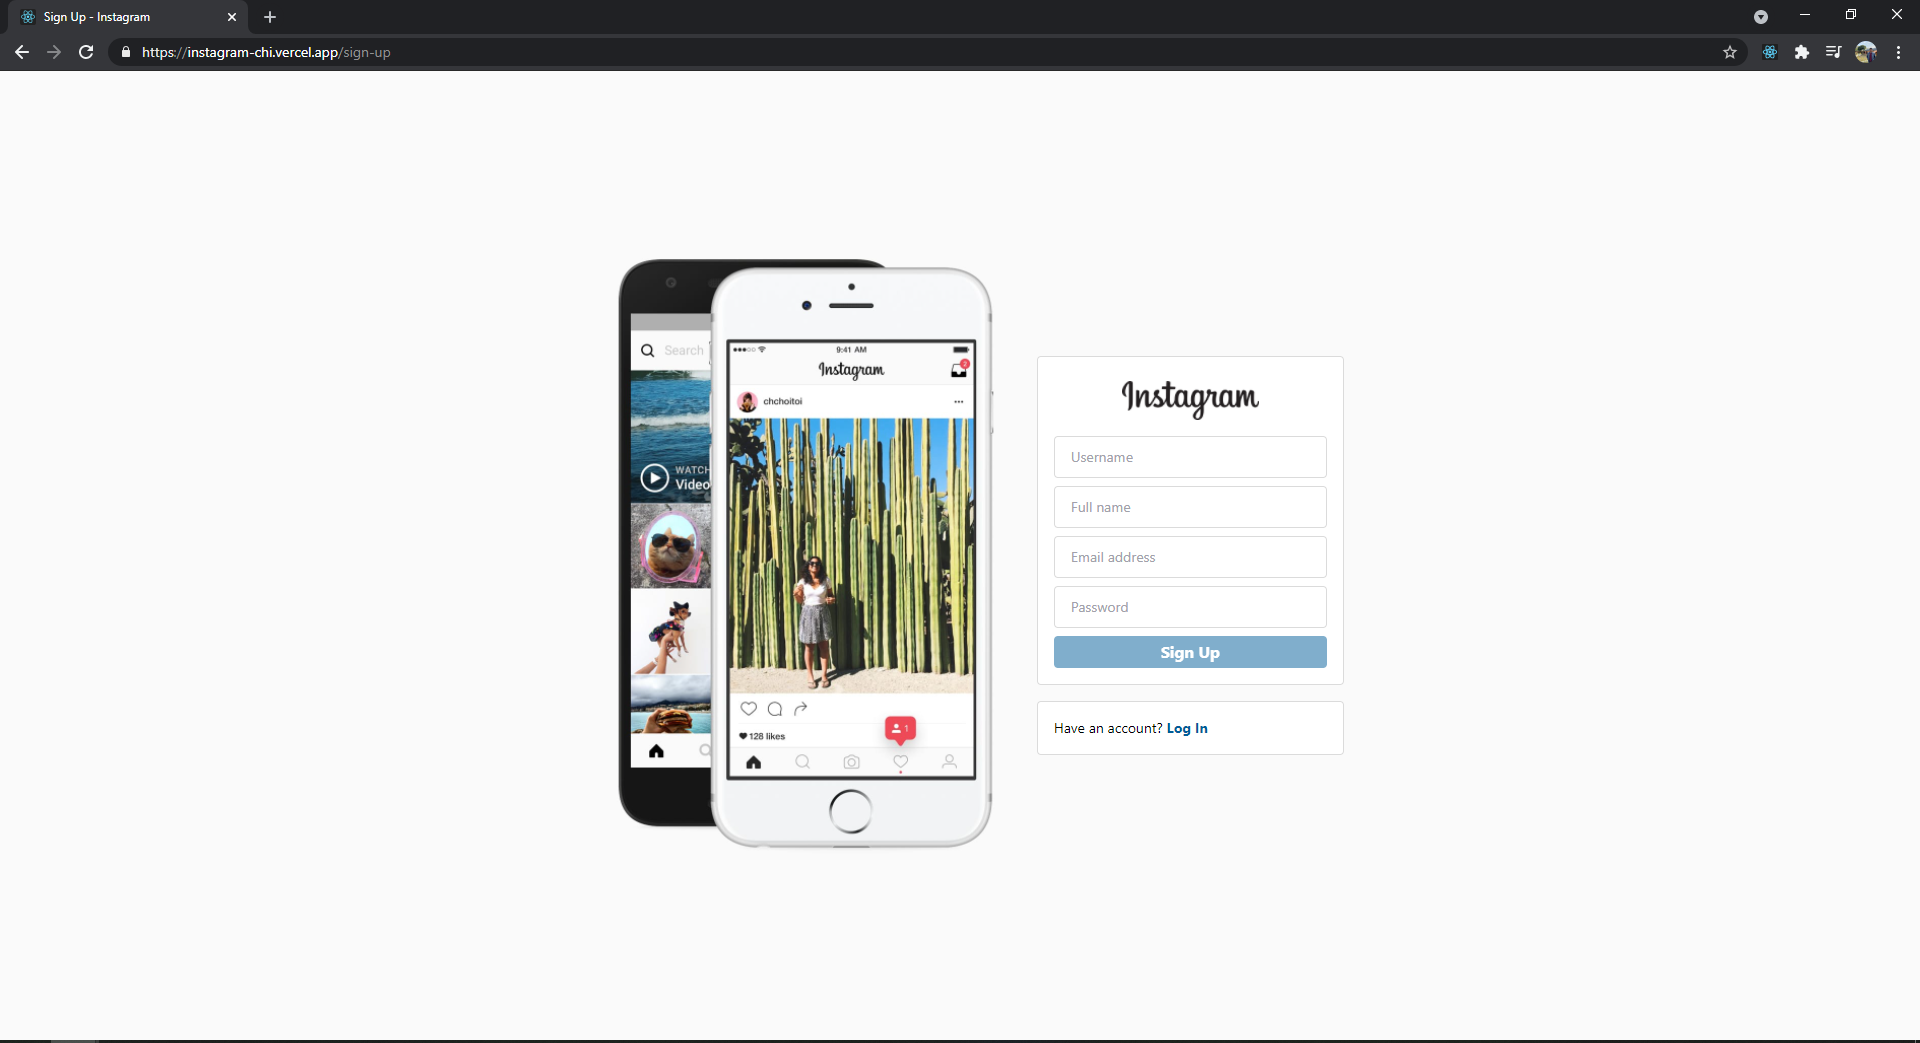 Sign Up - Instagram
https://instagram-chi.vercel.app/sign-up
Search
WATCH
Video
9:41 AM
Instagram
chchoitoi
1
128 likes
Instagram
Username
Full name
Email address
Password
Sign Up
Have an account? Log In